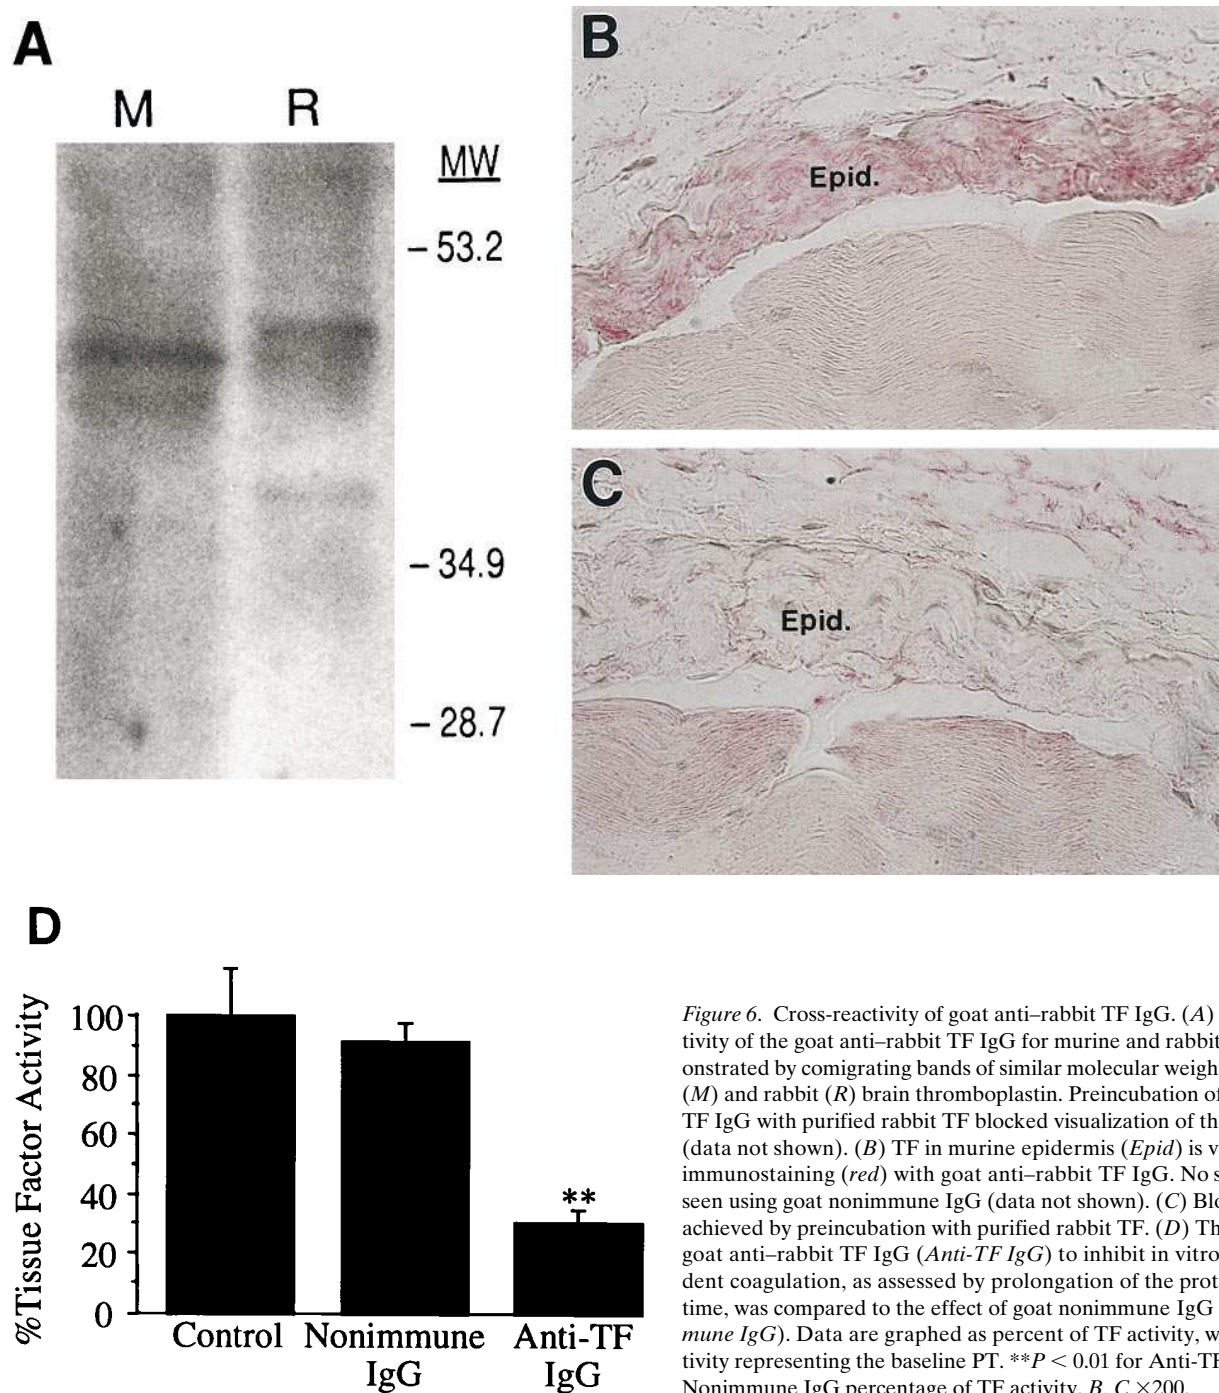 A
M R
MW
53.2
34.9
28.7
B
Epid.
C
Epid.
D
%Tissue Factor Activity
100
80
60
40
20
0
**
Control
Nonimmune IgG
Anti-TF IgG
Figure 6. Cross-reactivity of goat anti–rabbit TF IgG. (A)
tivity of the goat anti–rabbit TF IgG for murine and rabbit
onstrated by comigrating bands of similar molecular weigh
(M) and rabbit (R) brain thromboplastin. Preincubation of
TF IgG with purified rabbit TF blocked visualization of th
(data not shown). (B) TF in murine epidermis (Epid) is v
immunostaining (red) with goat anti–rabbit TF IgG. No s
seen using goat nonimmune IgG (data not shown). (C) Blo
achieved by preincubation with purified rabbit TF. (D) Th
goat anti–rabbit TF IgG (Anti-TF IgG) to inhibit in vitro
dent coagulation, as assessed by prolongation of the prot
time, was compared to the effect of goat nonimmune IgG
mune IgG). Data are graphed as percent of TF activity, w
tivity representing the baseline PT. **P < 0.01 for Anti-TF
Nonimmune IgG percentage of TF activity. B, C ×200.